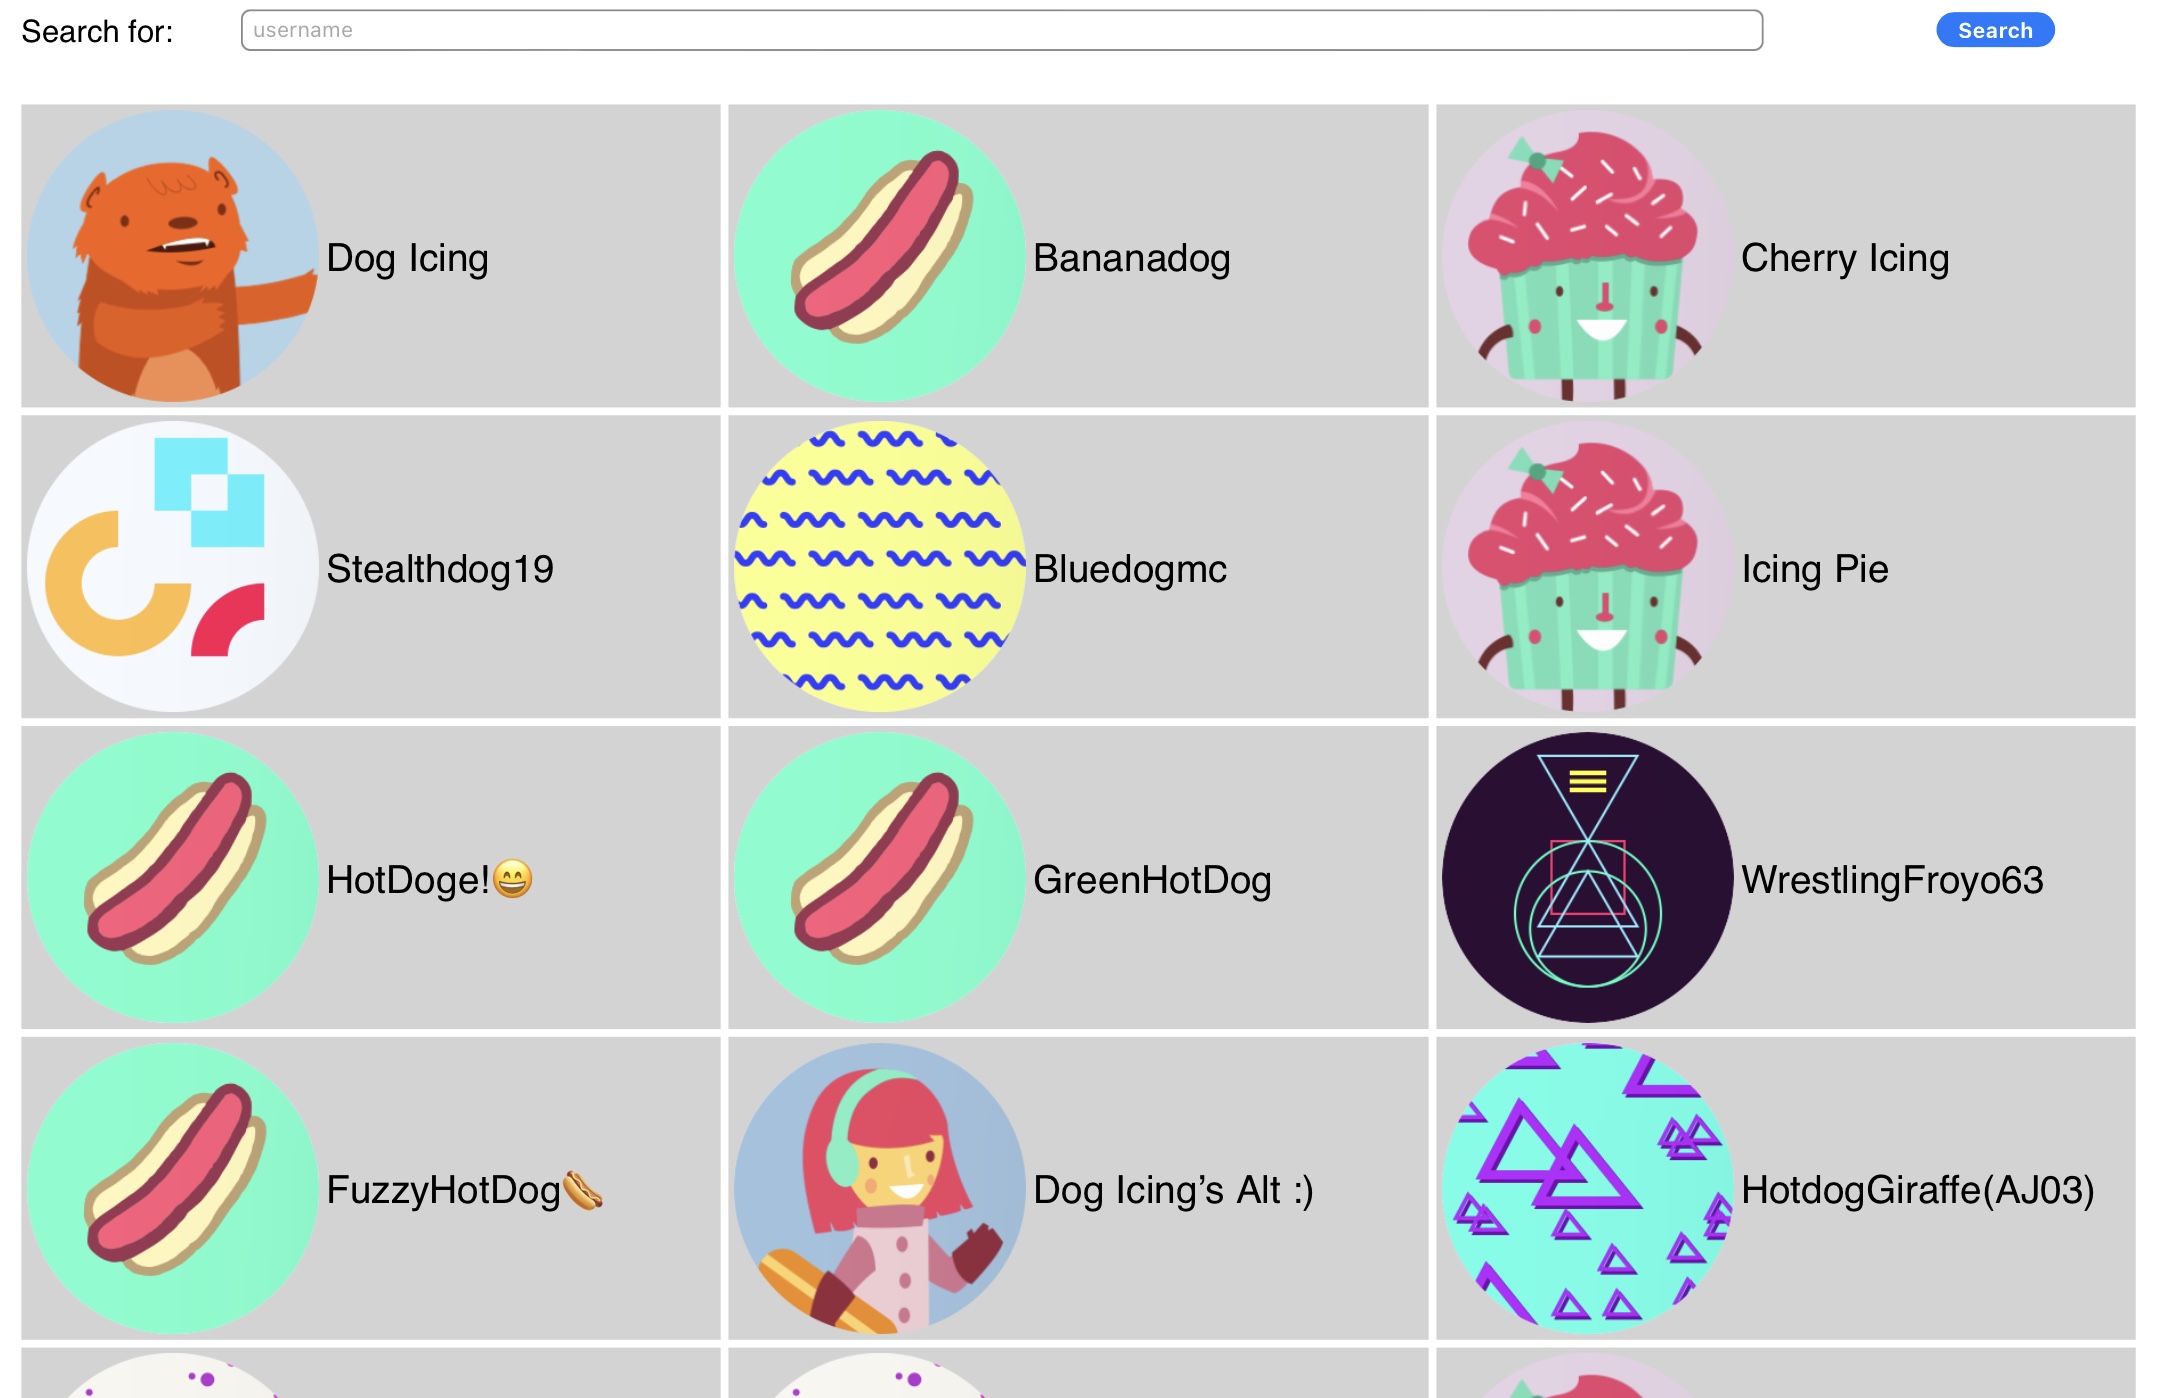 Search for: username Search
Dog Icing
Bananadog
Cherry Icing
Stealthdog19
Bluedogmc
Icing Pie
HotDoge!😄
GreenHotDog
WrestlingFroyo63
FuzzyHotDog🌭
Dog Icing’s Alt :)
HotdogGiraffe(AJ03)